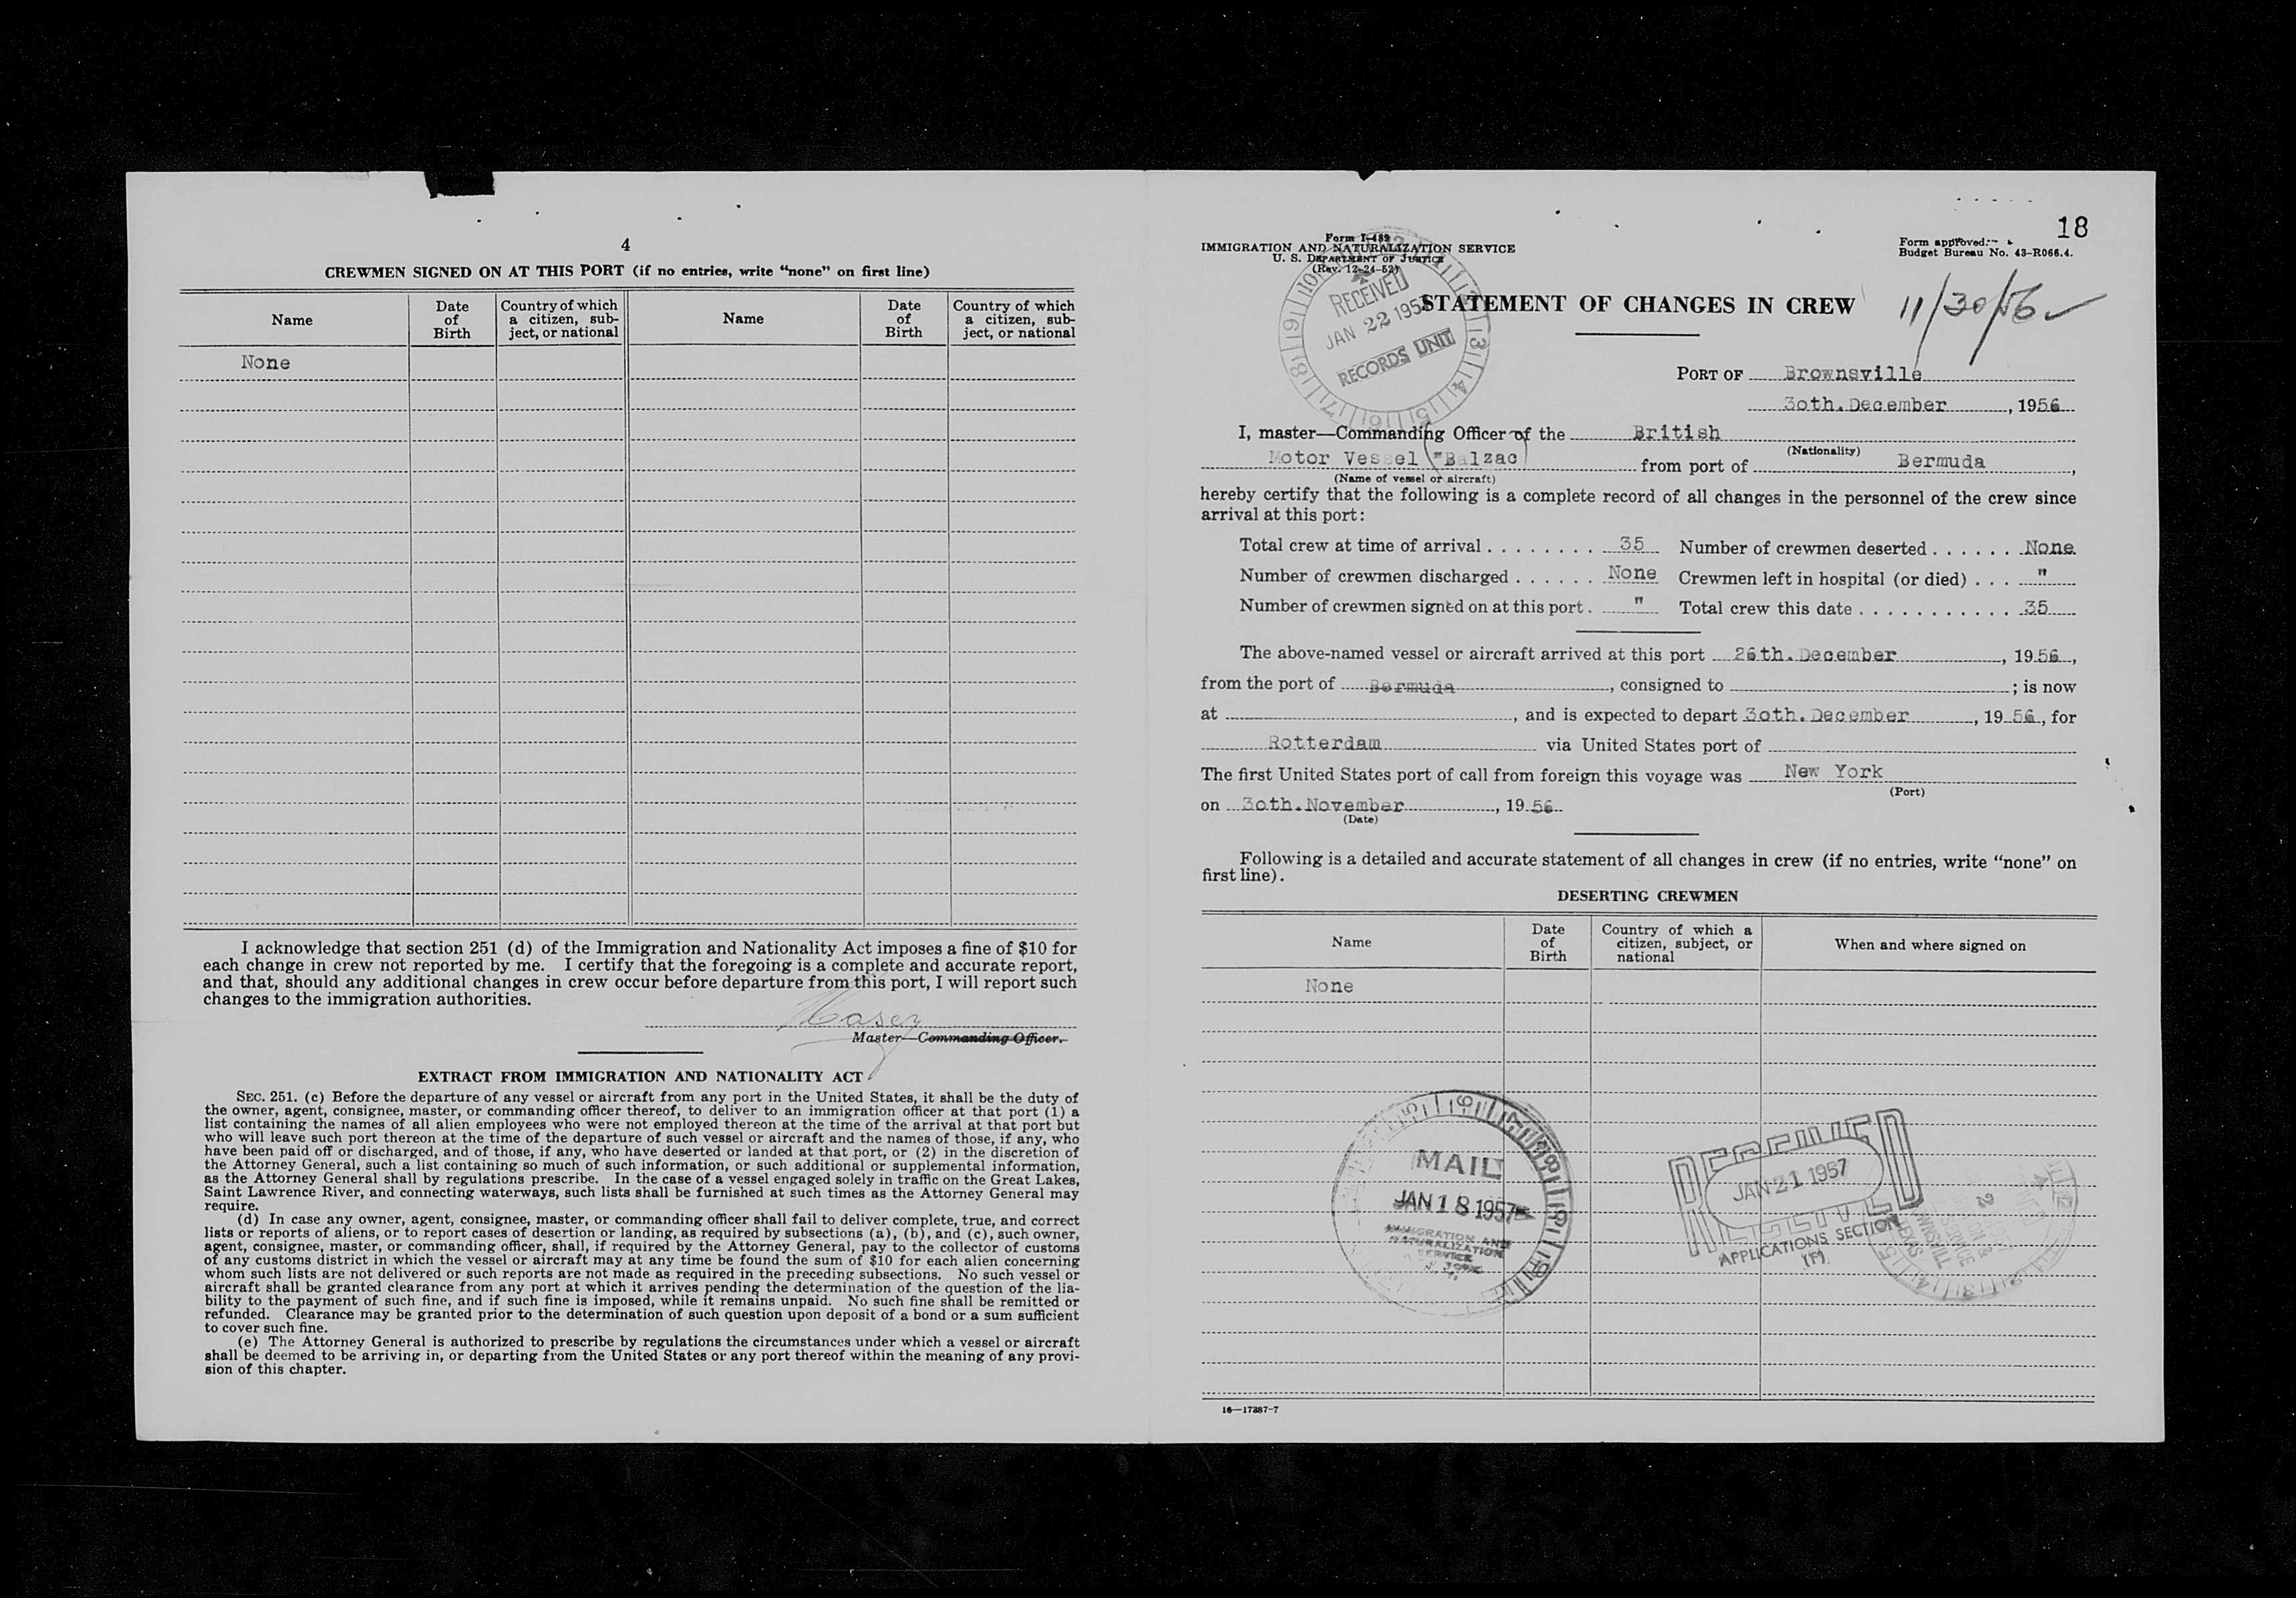 4
CREWMEN SIGNED ON AT THIS PORT (if no entries, write “none” on first line)
Name
Date of Birth
Country of which a citizen, subject, or national
Name
Date of Birth
Country of which a citizen, subject, or national
None
I acknowledge that section 251 (d) of the Immigration and Nationality Act imposes a fine of $10 for
each change in crew not reported by me. I certify that the foregoing is a complete and accurate report,
and that, should any additional changes in crew occur before departure from this port, I will report such
changes to the immigration authorities.
Master—Commanding Officer.
EXTRACT FROM IMMIGRATION AND NATIONALITY ACT
SEC. 251. (c) Before the departure of any vessel or aircraft from any port in the United States, it shall be the duty of
the owner, agent, consignee, master, or commanding officer thereof, to deliver to an immigration officer at that port (1) a
list containing the names of all alien employees who were not employed thereon at the time of the arrival at that port but
who will leave such port thereon at the time of the departure of such vessel or aircraft and the names of those, if any, who
have been paid off or discharged, and of those, if any, who have deserted or landed at that port, or (2) in the discretion of
the Attorney General, such a list containing so much of such information, or such additional or supplemental information,
as the Attorney General shall by regulations prescribe. In the case of a vessel engaged solely in traffic on the Great Lakes,
Saint Lawrence River, and connecting waterways, such lists shall be furnished at such times as the Attorney General may
require.
(d) In case any owner, agent, consignee, master, or commanding officer shall fail to deliver complete, true, and correct
lists or reports of aliens, or to report cases of desertion or landing, as required by subsections (a), (b), and (c), such owner,
agent, consignee, master, or commanding officer, shall, if required by the Attorney General, pay to the collector of customs
of any customs district in which the vessel or aircraft may at any time be found the sum of $10 for each alien concerning
whom such lists are not delivered or such reports are not made as required in the preceding subsections. No such vessel or
aircraft shall be granted clearance from any port at which it arrives pending the determination of the question of the lia-
bility to the payment of such fine, and if such fine is imposed, while it remains unpaid. No such fine shall be remitted or
refunded. Clearance may be granted prior to the determination of such question upon deposit of a bond or a sum sufficient
to cover such fine.
(e) The Attorney General is authorized to prescribe by regulations the circumstances under which a vessel or aircraft
shall be deemed to be arriving in, or departing from the United States or any port thereof within the meaning of any provi-
sion of this chapter.
18
Form I-489
IMMIGRATION AND NATURALIZATION SERVICE
U. S. DEPARTMENT OF JUSTICE
(Rev. 12-24-52)
Form approved.
Budget Bureau No. 43-R066.4.
RECEIVED
JAN 22 1957
RECORDS UNIT
STATEMENT OF CHANGES IN CREW
11/30/56
PORT OF Brownsville
30th. December, 1956
I, master—Commanding Officer of the British
(Nationality)
Motor Vessel "Balzac from port of Bermuda,
(Name of vessel or aircraft)
hereby certify that the following is a complete record of all changes in the personnel of the crew since
arrival at this port:
Total crew at time of arrival . . . . . . . . 35 Number of crewmen deserted . . . . . . None
Number of crewmen discharged . . . . . . None Crewmen left in hospital (or died) . . . "
Number of crewmen signed on at this port . " Total crew this date . . . . . . . . . . . . 35
The above-named vessel or aircraft arrived at this port 26th. December, 1956,
from the port of Bermuda, consigned to ; is now
at , and is expected to depart 30th. December, 1956, for
Rotterdam via United States port of
The first United States port of call from foreign this voyage was New York
(Port)
on 30th. November, 1956
(Date)
Following is a detailed and accurate statement of all changes in crew (if no entries, write “none” on
first line).
DESERTING CREWMEN
Name
Date of Birth
Country of which a citizen, subject, or national
When and where signed on
None
MAIL
JAN 18 1957
IMMIGRATION AND
NATURALIZATION
SERVICE
RECEIVED
JAN 21 1957
APPLICATIONS SECTION
16—17387-7